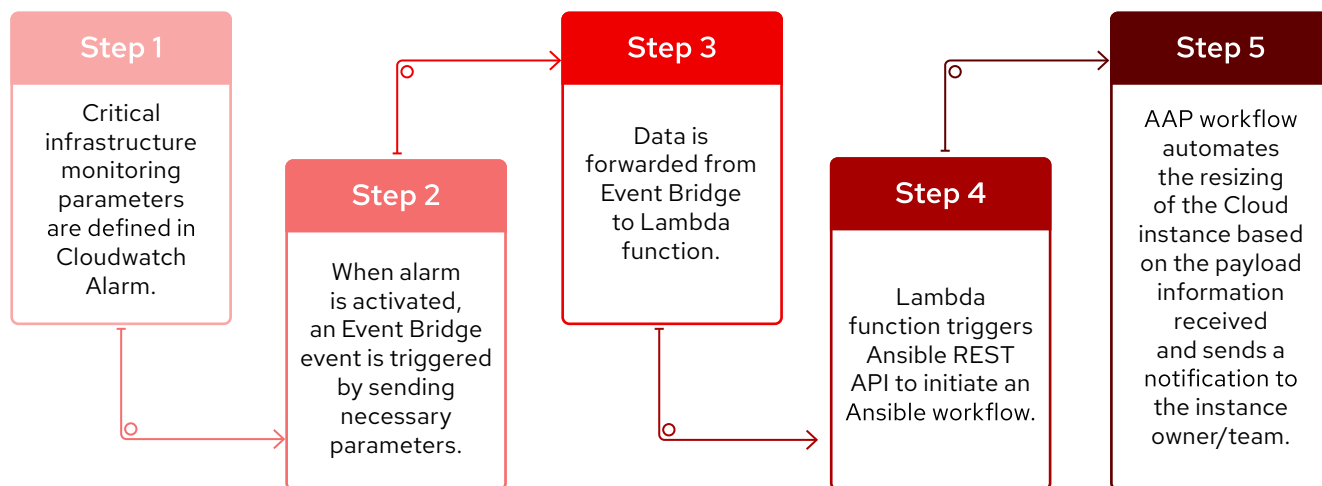 Step 1
Critical
infrastructure
monitoring
parameters
are defined in
Cloudwatch
Alarm.
Step 2
When alarm
is activated,
an Event Bridge
event is triggered
by sending
necessary
parameters.
Step 3
Data is
forwarded from
Event Bridge
to Lambda
function.
Step 4
Lambda
function triggers
Ansible REST
API to initiate an
Ansible workflow.
Step 5
AAP workflow
automates
the resizing
of the Cloud
instance based
on the payload
information
received
and sends a
notification to
the instance
owner/team.